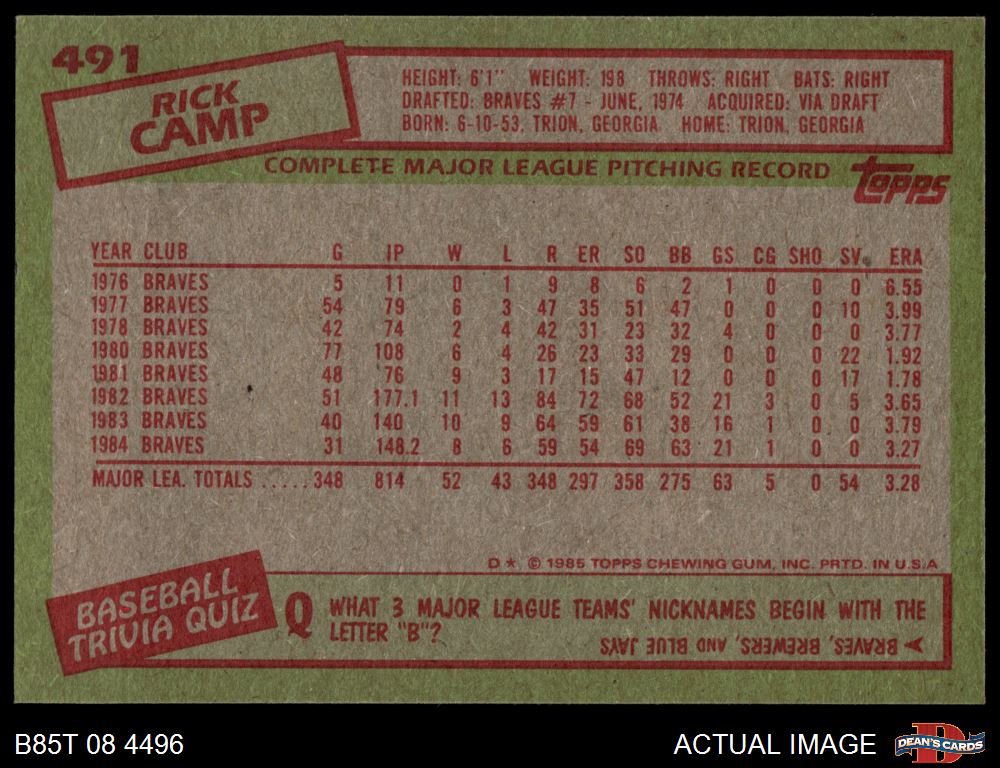 491
RICK
CAMP
HEIGHT: 6'1" WEIGHT: 198 THROWS: RIGHT BATS: RIGHT
DRAFTED: BRAVES #7 - JUNE, 1974 ACQUIRED: VIA DRAFT
BORN: 6-10-53, TRION, GEORGIA HOME: TRION, GEORGIA
COMPLETE MAJOR LEAGUE PITCHING RECORD
TOPPS
YEAR CLUB G IP W L R ER SO BB GS CG SHO SV ERA
1976 BRAVES 5 11 0 1 9 8 6 2 1 0 0 0 6.55
1977 BRAVES 54 79 6 3 47 35 51 47 0 0 0 10 3.99
1978 BRAVES 42 74 2 4 42 31 23 32 4 0 0 0 3.77
1980 BRAVES 77 108 6 4 26 23 33 29 0 0 0 22 1.92
1981 BRAVES 48 76 9 3 17 15 47 12 0 0 0 17 1.78
1982 BRAVES 51 177.1 11 13 84 72 68 52 21 3 0 5 3.65
1983 BRAVES 40 140 10 9 64 59 61 38 16 1 0 0 3.79
1984 BRAVES 31 148.2 8 6 59 54 69 63 21 1 0 0 3.27
MAJOR LEA. TOTALS .....348 814 52 43 348 297 358 275 63 5 0 54 3.28
D * © 1985 TOPPS CHEWING GUM, INC. PRTD. IN U.S.A
BASEBALL
TRIVIA QUIZ
Q WHAT 3 MAJOR LEAGUE TEAMS' NICKNAMES BEGIN WITH THE
LETTER "B"?
BRAVES, BREWERS, AND BLUE JAYS
B85T 08 4496
ACTUAL IMAGE
D
DEAN'S CARDS